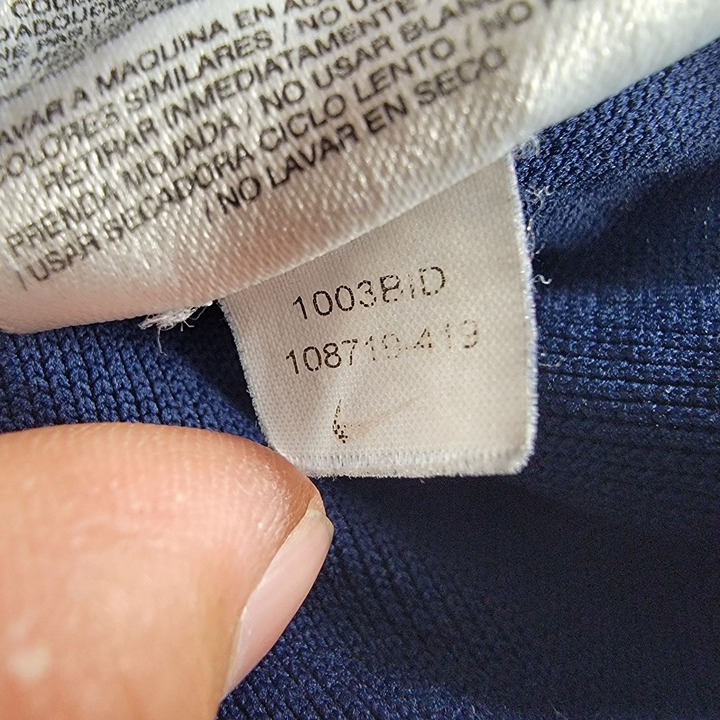 LAVAR A MAQUINA EN
COLORES SIMILARES / NO
RETIRAR INMEDIATAMENTE /
PRENDA MOJADA / NO USAR
/ USAR SECADORA CICLO LENTO / NO
/ NO LAVAR EN SECO
1003BID
108719-419